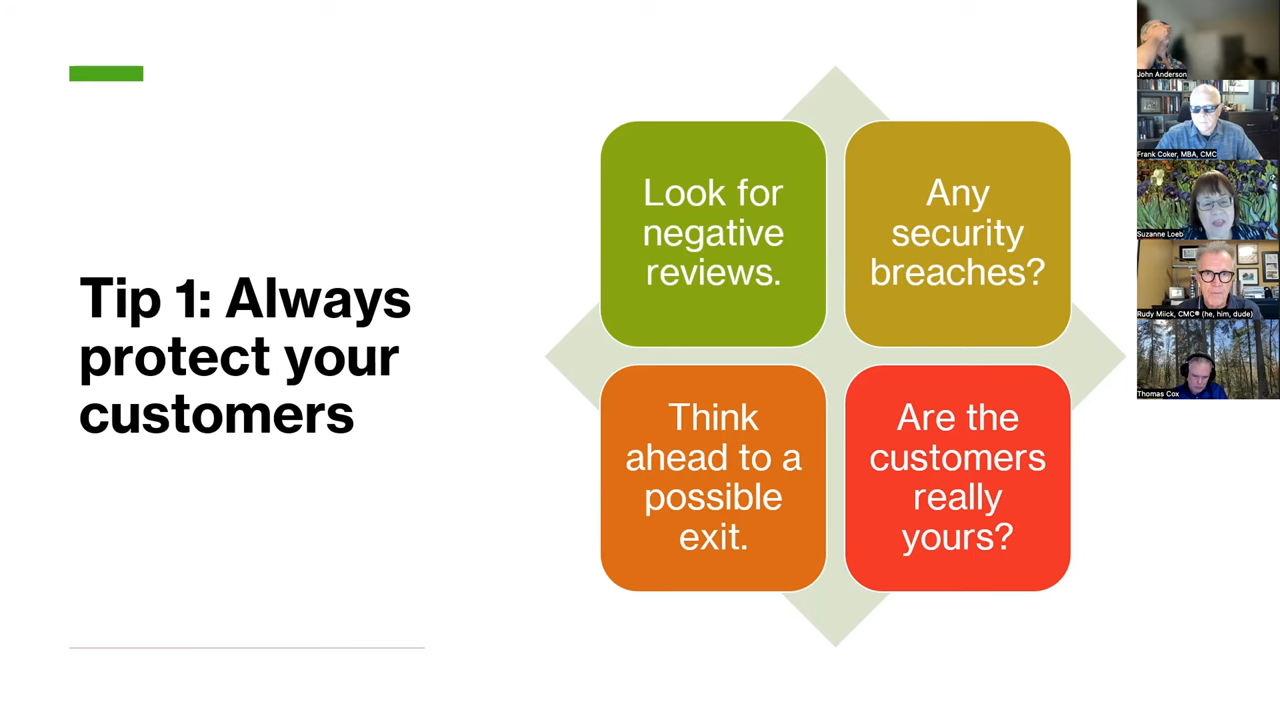 Tip 1: Always
protect your
customers
Look for
negative
reviews.
Any
security
breaches?
Think
ahead to a
possible
exit.
Are the
customers
really
yours?
John Anderson
Frank Coker, MBA, CMC
Suzanne Loeb
Rudy Miick, CMC® (he, him, dude)
Thomas Cox